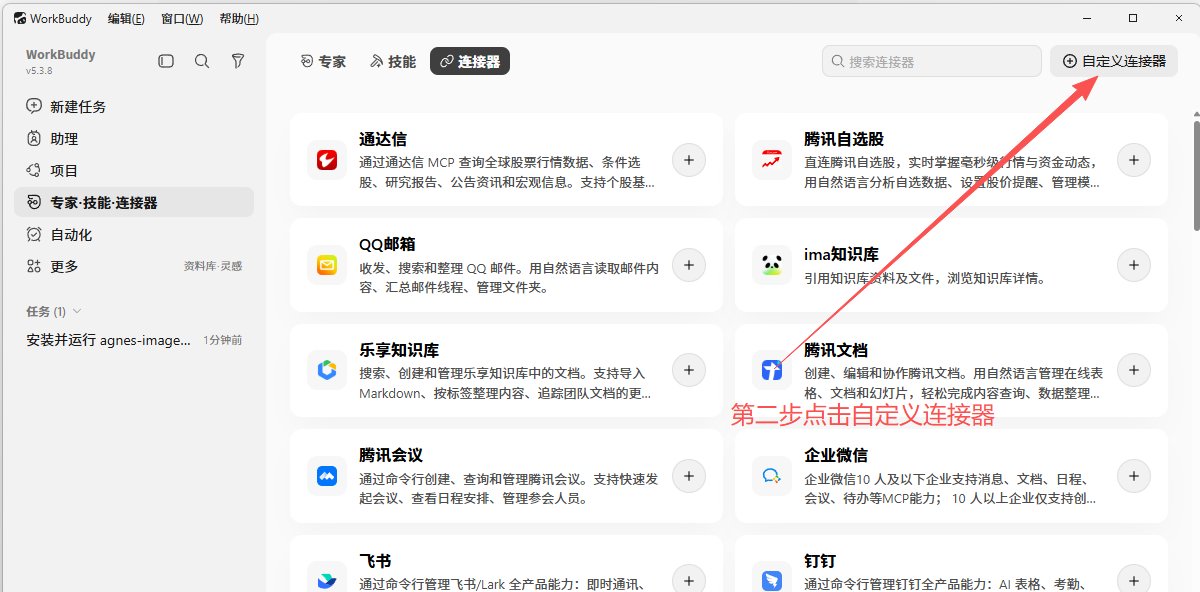 WorkBuddy 编辑(E) 窗口(W) 帮助(H)
WorkBuddy
v5.3.8
新建任务
助理
项目
专家·技能·连接器
自动化
更多 资料库·灵感
任务 (1)
安装并运行 agnes-image... 1分钟前
专家 技能 连接器 搜索连接器 自定义连接器
通达信
通过通达信 MCP 查询全球股票行情数据、条件选
股、研究报告、公告资讯和宏观信息。支持个股基...
腾讯自选股
直连腾讯自选股，实时掌握毫秒级行情与资金动态，
用自然语言分析自选数据、设置股价提醒、管理模...
QQ邮箱
收发、搜索和整理 QQ 邮件。用自然语言读取邮件内
容、汇总邮件线程、管理文件夹。
ima知识库
引用知识库资料及文件，浏览知识库详情。
乐享知识库
搜索、创建和管理乐享知识库中的文档。支持导入
Markdown、按标签整理内容、追踪团队文档的更...
腾讯文档
创建、编辑和协作腾讯文档。用自然语言管理在线表
格、文档和幻灯片，轻松完成内容查询、数据整理...
第二步点击自定义连接器
腾讯会议
通过命令行创建、查询和管理腾讯会议。支持快速发
起会议、查看日程安排、管理参会人员。
企业微信
企业微信10 人及以下企业支持消息、文档、日程、
会议、待办等MCP能力； 10 人以上企业仅支持创...
飞书
通过命令行管理飞书/Lark 全产品能力：即时通讯、
钉钉
通过命令行管理钉钉全产品能力：AI 表格、考勤、